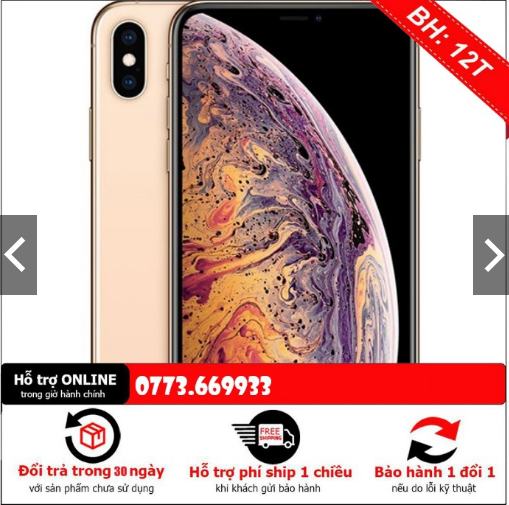 BH: 12T
Hỗ trợ ONLINE
trong giờ hành chính
0773.669933
FREE
SHIPPING
Đổi trả trong 30 ngày
với sản phẩm chưa sử dụng
Hỗ trợ phí ship 1 chiều
khi khách gửi bảo hành
Bảo hành 1 đổi 1
nếu do lỗi kỹ thuật